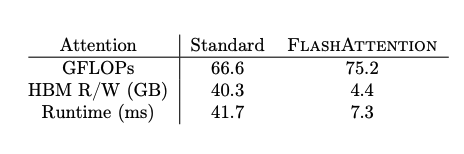 Attention Standard FLASHATTENTION
GFLOPs 66.6 75.2
HBM R/W (GB) 40.3 4.4
Runtime (ms) 41.7 7.3